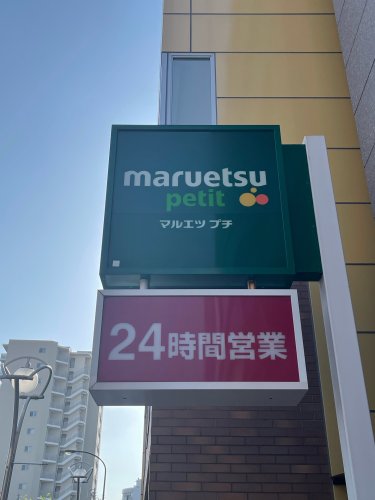 maruetsu
petit
マルエツ プチ
24時間営業